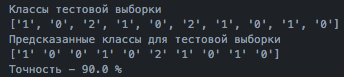 Классы тестовой выборки
['1', '0', '2', '1', '0', '2', '1', '0', '1', '0']
Предсказанные классы для тестовой выборки
['1' '0' '0' '1' '0' '2' '1' '0' '1' '0']
Точность — 90.0 %